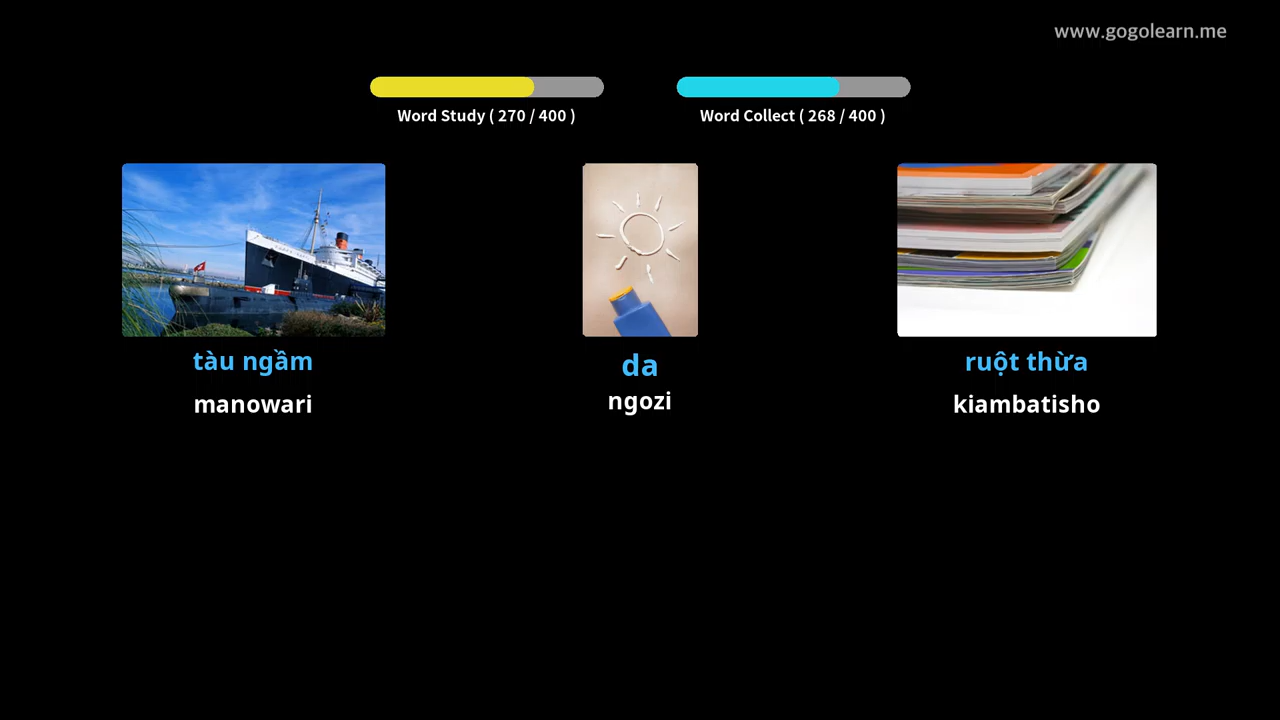 www.gogolearn.me
Word Study ( 270 / 400 )
Word Collect ( 268 / 400 )
tàu ngầm
da
ruột thừa
manowari
ngozi
kiambatisho